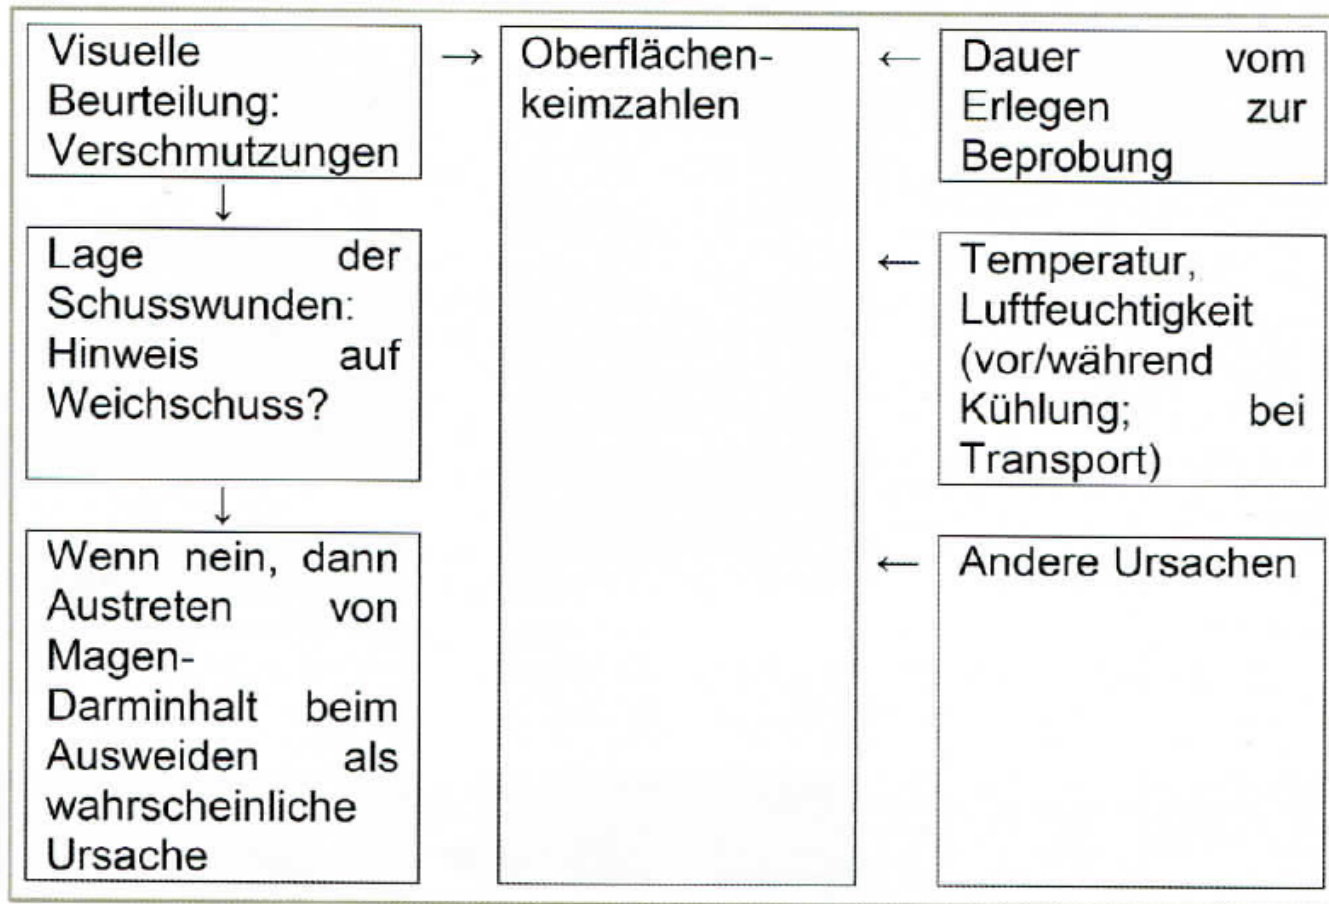 Visuelle
Beurteilung:
Verschmutzungen
↓
Lage der
Schusswunden:
Hinweis auf
Weichschuss?
↓
Wenn nein, dann
Austreten von
Magen-
Darminhalt beim
Ausweiden als
wahrscheinliche
Ursache
→
Oberflächen-
keimzahlen
←
Dauer vom
Erlegen zur
Beprobung
←
Temperatur,
Luftfeuchtigkeit
(vor/während
Kühlung; bei
Transport)
←
Andere Ursachen